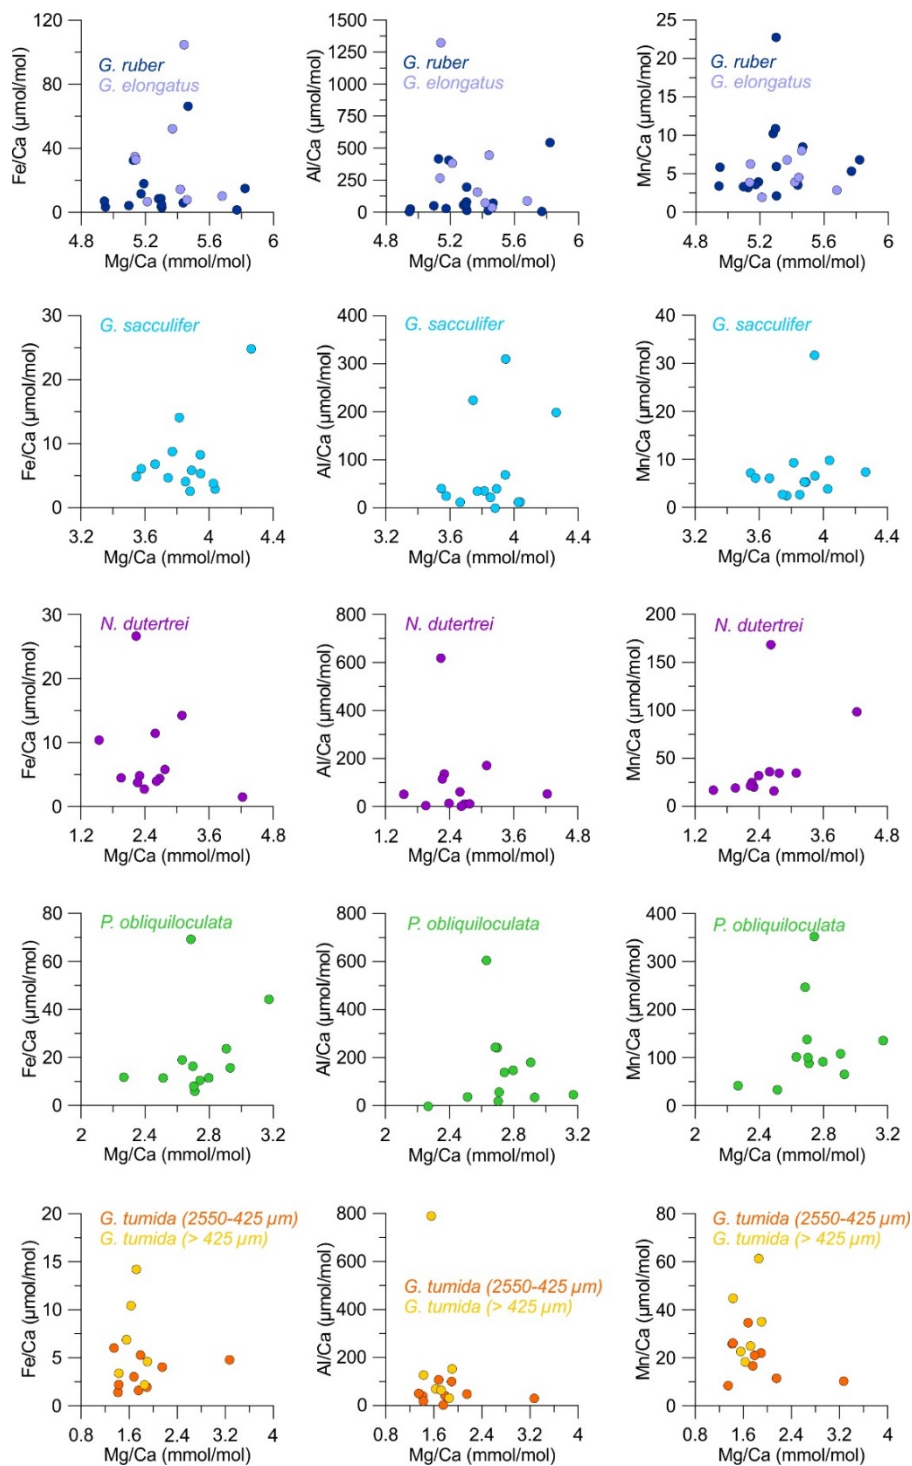 120
80
40
0
Fe/Ca (µmol/mol)
G. ruber
G. elongatus
4.8 5.2 5.6 6
Mg/Ca (mmol/mol)
1500
1250
1000
750
500
250
0
Al/Ca (µmol/mol)
G. ruber
G. elongatus
4.8 5.2 5.6 6
Mg/Ca (mmol/mol)
25
20
15
10
5
0
Mn/Ca (µmol/mol)
G. ruber
G. elongatus
4.8 5.2 5.6 6
Mg/Ca (mmol/mol)
30
20
10
0
Fe/Ca (µmol/mol)
G. sacculifer
3.2 3.6 4 4.4
Mg/Ca (mmol/mol)
400
300
200
100
0
Al/Ca (µmol/mol)
G. sacculifer
3.2 3.6 4 4.4
Mg/Ca (mmol/mol)
40
30
20
10
0
Mn/Ca (µmol/mol)
G. sacculifer
3.2 3.6 4 4.4
Mg/Ca (mmol/mol)
30
20
10
0
Fe/Ca (µmol/mol)
N. dutertrei
1.2 2.4 3.6 4.8
Mg/Ca (mmol/mol)
800
600
400
200
0
Al/Ca (µmol/mol)
N. dutertrei
1.2 2.4 3.6 4.8
Mg/Ca (mmol/mol)
200
150
100
50
0
Mn/Ca (µmol/mol)
N. dutertrei
1.2 2.4 3.6 4.8
Mg/Ca (mmol/mol)
80
60
40
20
0
Fe/Ca (µmol/mol)
P. obliquiloculata
2 2.4 2.8 3.2
Mg/Ca (mmol/mol)
800
600
400
200
0
Al/Ca (µmol/mol)
P. obliquiloculata
2 2.4 2.8 3.2
Mg/Ca (mmol/mol)
400
300
200
100
0
Mn/Ca (µmol/mol)
P. obliquiloculata
2 2.4 2.8 3.2
Mg/Ca (mmol/mol)
20
15
10
5
0
Fe/Ca (µmol/mol)
G. tumida (2550-425 µm)
G. tumida (> 425 µm)
0.8 1.6 2.4 3.2 4
Mg/Ca (mmol/mol)
800
600
400
200
0
Al/Ca (µmol/mol)
G. tumida (2550-425 µm)
G. tumida (> 425 µm)
0.8 1.6 2.4 3.2 4
Mg/Ca (mmol/mol)
80
60
40
20
0
Mn/Ca (µmol/mol)
G. tumida (2550-425 µm)
G. tumida (> 425 µm)
0.8 1.6 2.4 3.2 4
Mg/Ca (mmol/mol)